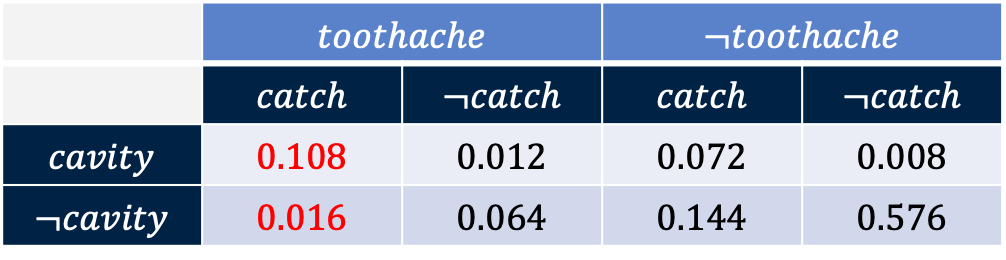 toothache ¬toothache
catch ¬catch catch ¬catch
cavity 0.108 0.012 0.072 0.008
¬cavity 0.016 0.064 0.144 0.576